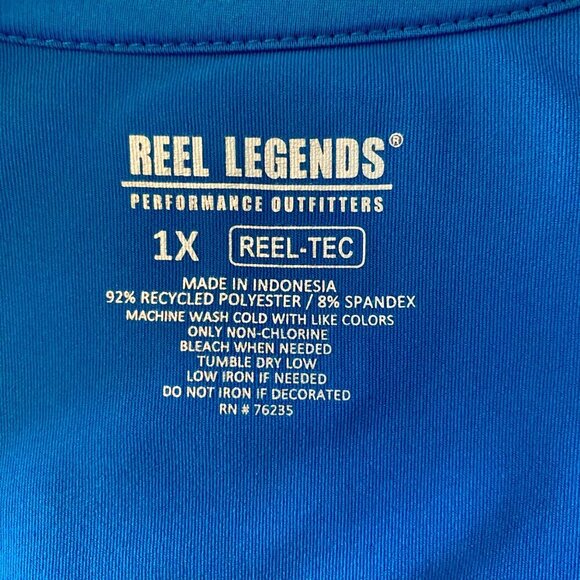 REEL LEGENDS®
PERFORMANCE OUTFITTERS
1X REEL-TEC
MADE IN INDONESIA
92% RECYCLED POLYESTER / 8% SPANDEX
MACHINE WASH COLD WITH LIKE COLORS
ONLY NON-CHLORINE
BLEACH WHEN NEEDED
TUMBLE DRY LOW
LOW IRON IF NEEDED
DO NOT IRON IF DECORATED
RN # 76235